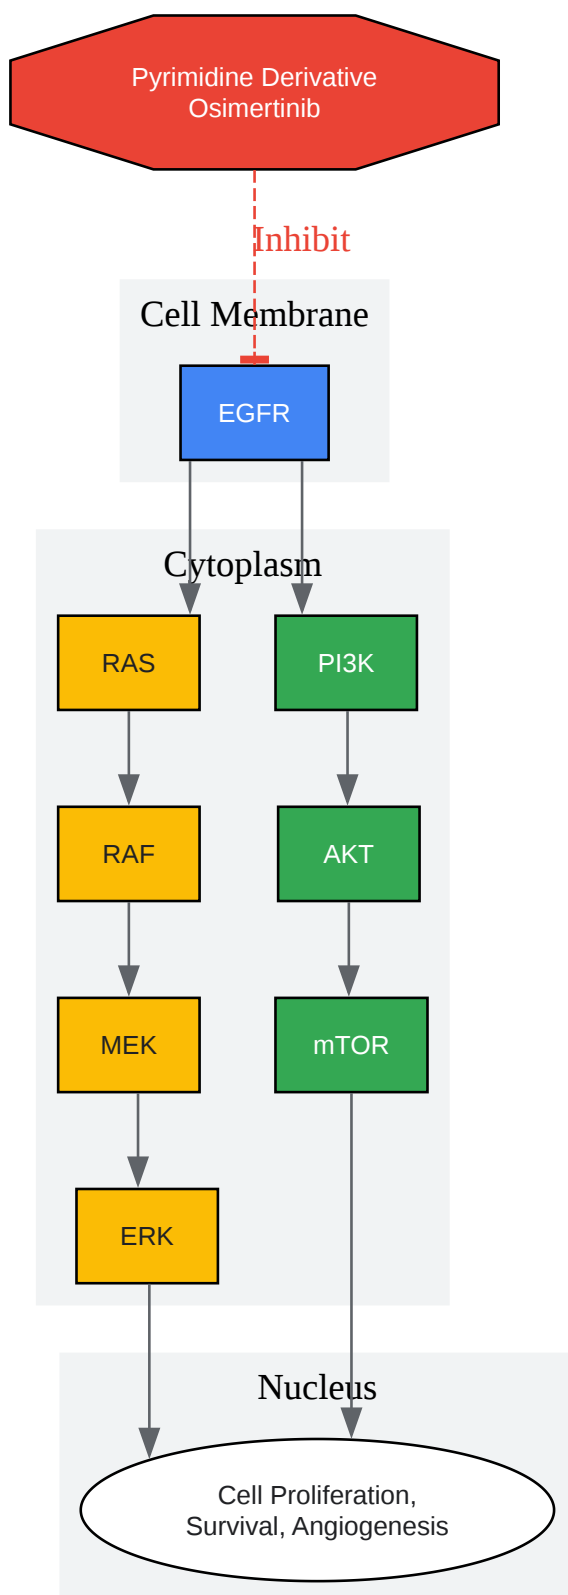 Pyrimidine Derivative
Osimertinib
Inhibit
Cell Membrane
EGFR
Cytoplasm
RAS
PI3K
RAF
AKT
MEK
mTOR
ERK
Nucleus
Cell Proliferation,
Survival, Angiogenesis